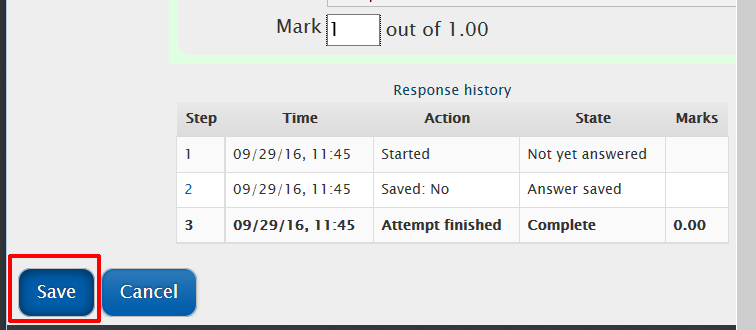 Mark 1 out of 1.00
Response history
Step Time Action State Marks
1 09/29/16, 11:45 Started Not yet answered
2 09/29/16, 11:45 Saved: No Answer saved
3 09/29/16, 11:45 Attempt finished Complete 0.00
Save Cancel